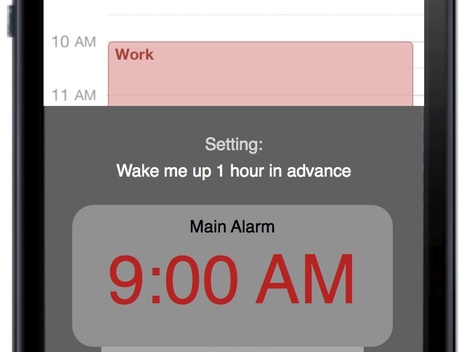 10 AM
Work
11 AM
Setting:
Wake me up 1 hour in advance
Main Alarm
9:00 AM